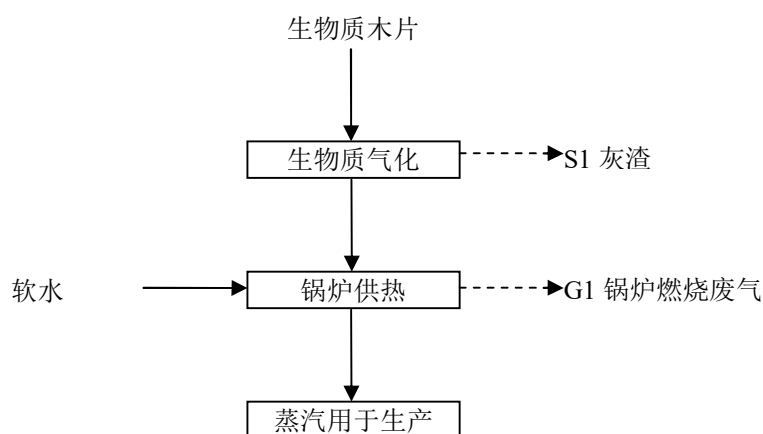 生物质木片
生物质气化
S1 灰渣
软水
锅炉供热
G1 锅炉燃烧废气
蒸汽用于生产